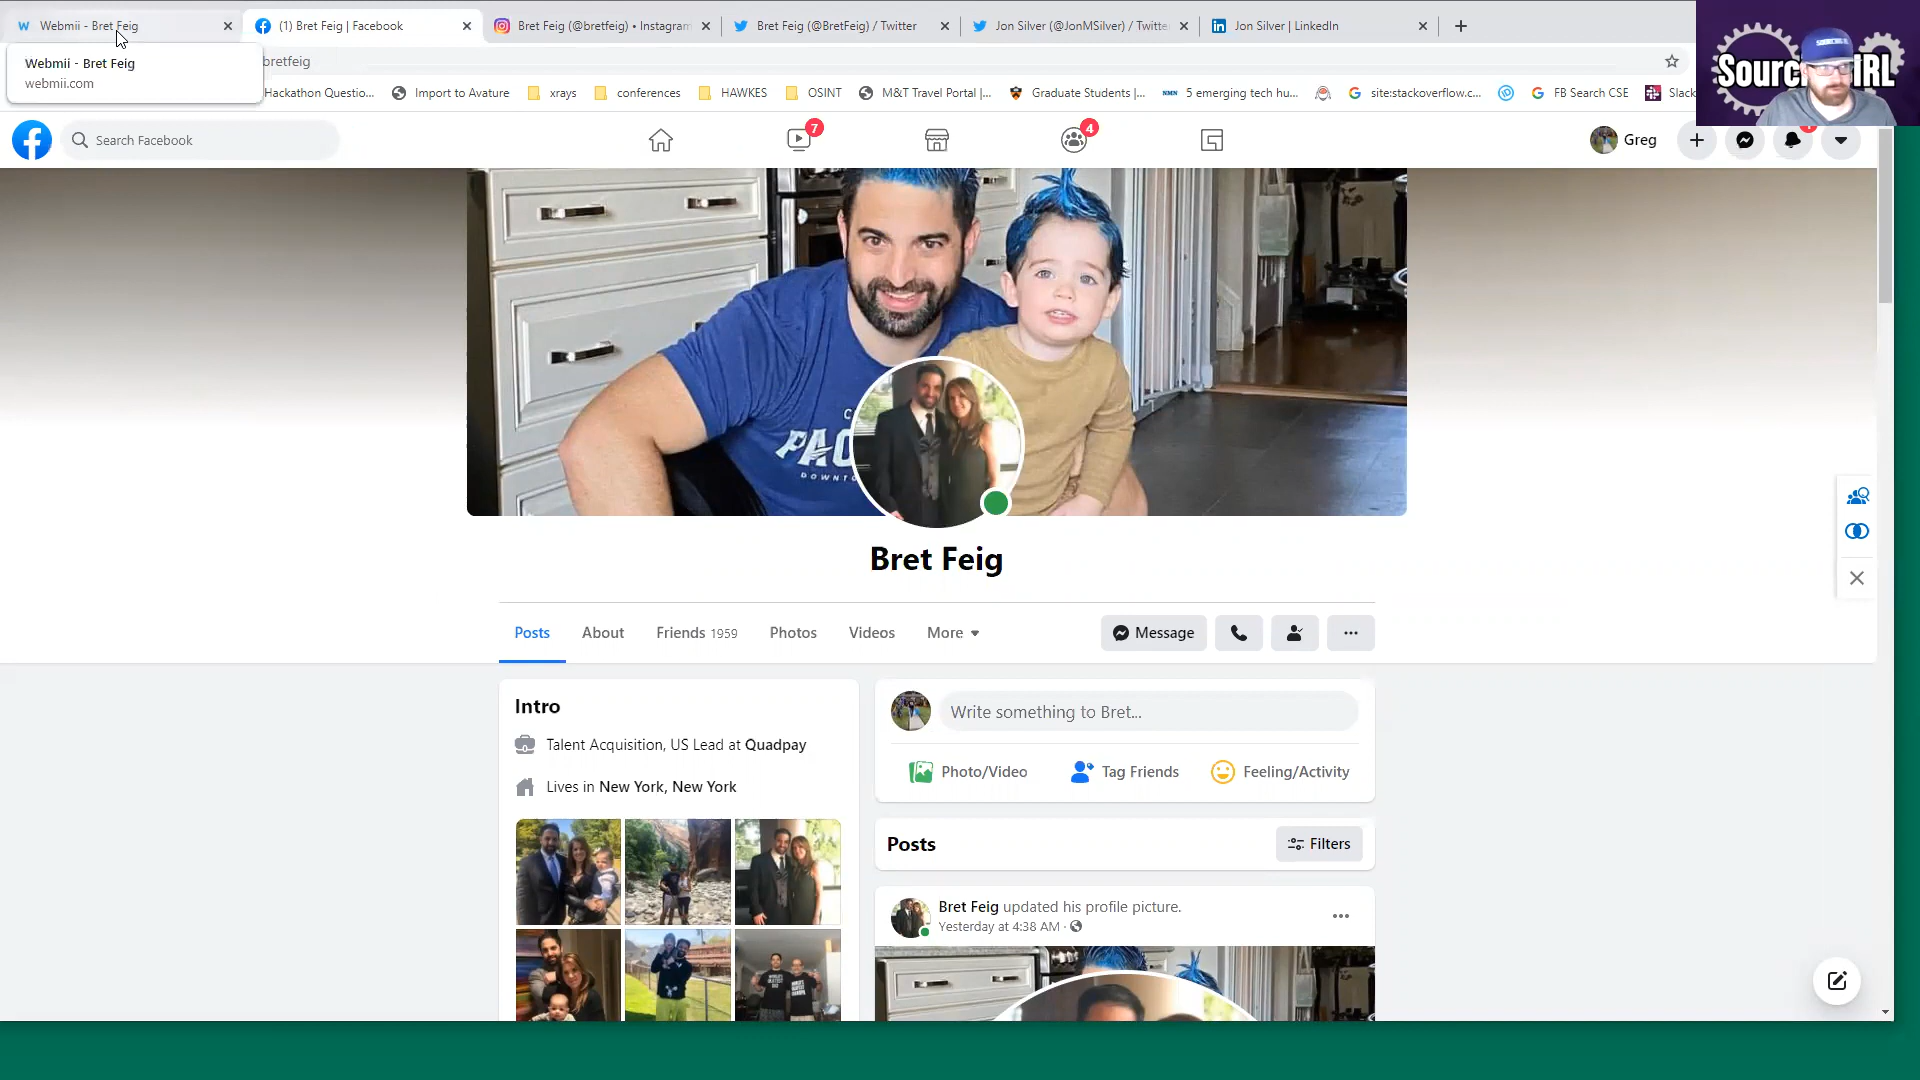 Webmii - Bret Feig
(1) Bret Feig | Facebook
Bret Feig (@bretfeig) • Instagram
Bret Feig (@BretFeig) / Twitter
Jon Silver (@JonMSilver) / Twitte
Jon Silver | LinkedIn
Webmii - Bret Feig
webmii.com
bretfeig
Hackathon Questio...
Import to Avature
xrays
conferences
HAWKES
OSINT
M&T Travel Portal |...
Graduate Students |...
5 emerging tech hu...
site:stackoverflow.c...
FB Search CSE
Slack
IRL
Search Facebook
7
4
Greg
Bret Feig
Posts
About
Friends 1959
Photos
Videos
More
Message
Intro
Talent Acquisition, US Lead at Quadpay
Lives in New York, New York
Write something to Bret...
Photo/Video
Tag Friends
Feeling/Activity
Posts
Filters
Bret Feig updated his profile picture.
Yesterday at 4:38 AM ·